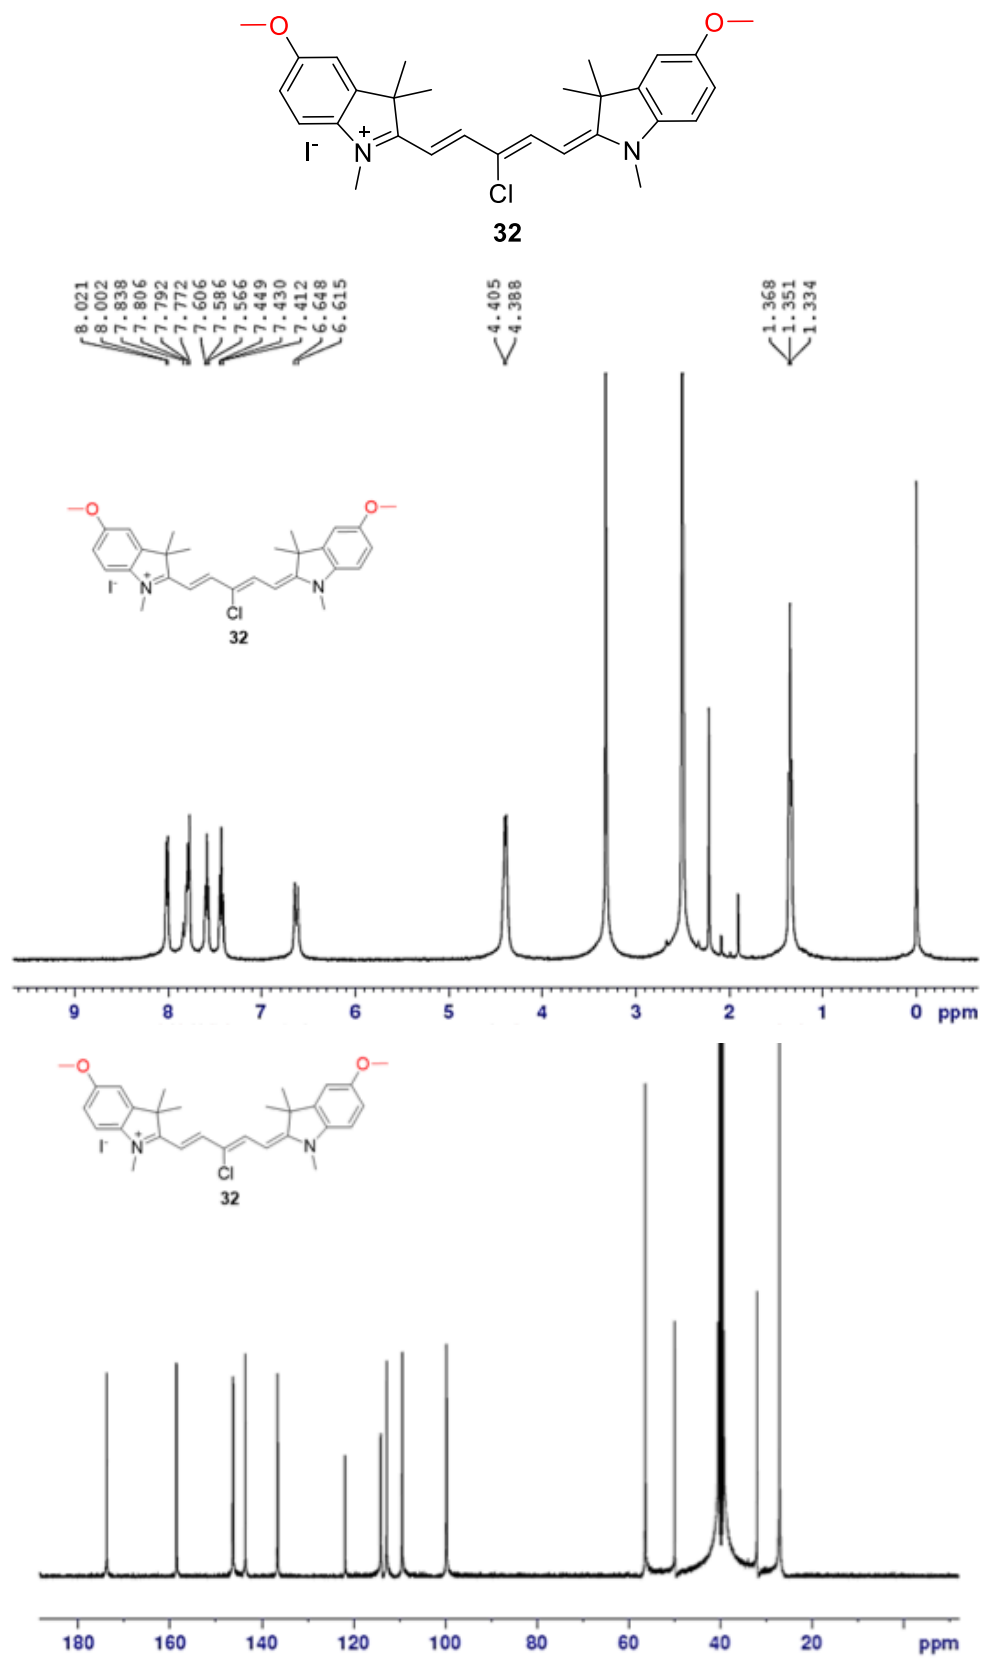 O O
I- N+ N
Cl
32
8.021
8.002
7.838
7.806
7.792
7.772
7.606
7.586
7.566
7.449
7.430
7.412
6.648
6.615
4.405
4.388
1.368
1.351
1.334
O O
I- N+ N
Cl
32
9 8 7 6 5 4 3 2 1 0 ppm
O O
I- N+ N
Cl
32
180 160 140 120 100 80 60 40 20 ppm